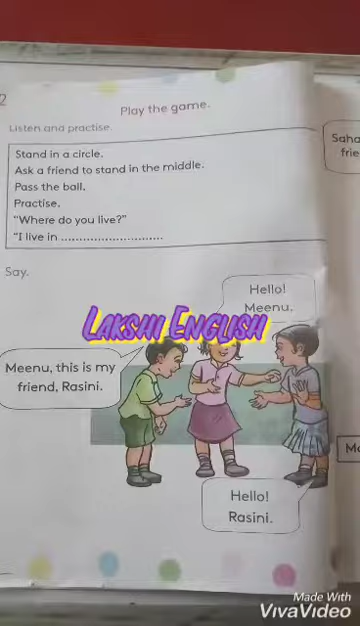 2
Play the game.
Listen and practise.
Stand in a circle.
Ask a friend to stand in the middle.
Pass the ball.
Practise.
"Where do you live?"
"I live in ............................
Saha
frie
Say.
Hello!
Meenu.
Lakshi English
Meenu, this is my
friend, Rasini.
Hello!
Rasini.
Made With
VivaVideo